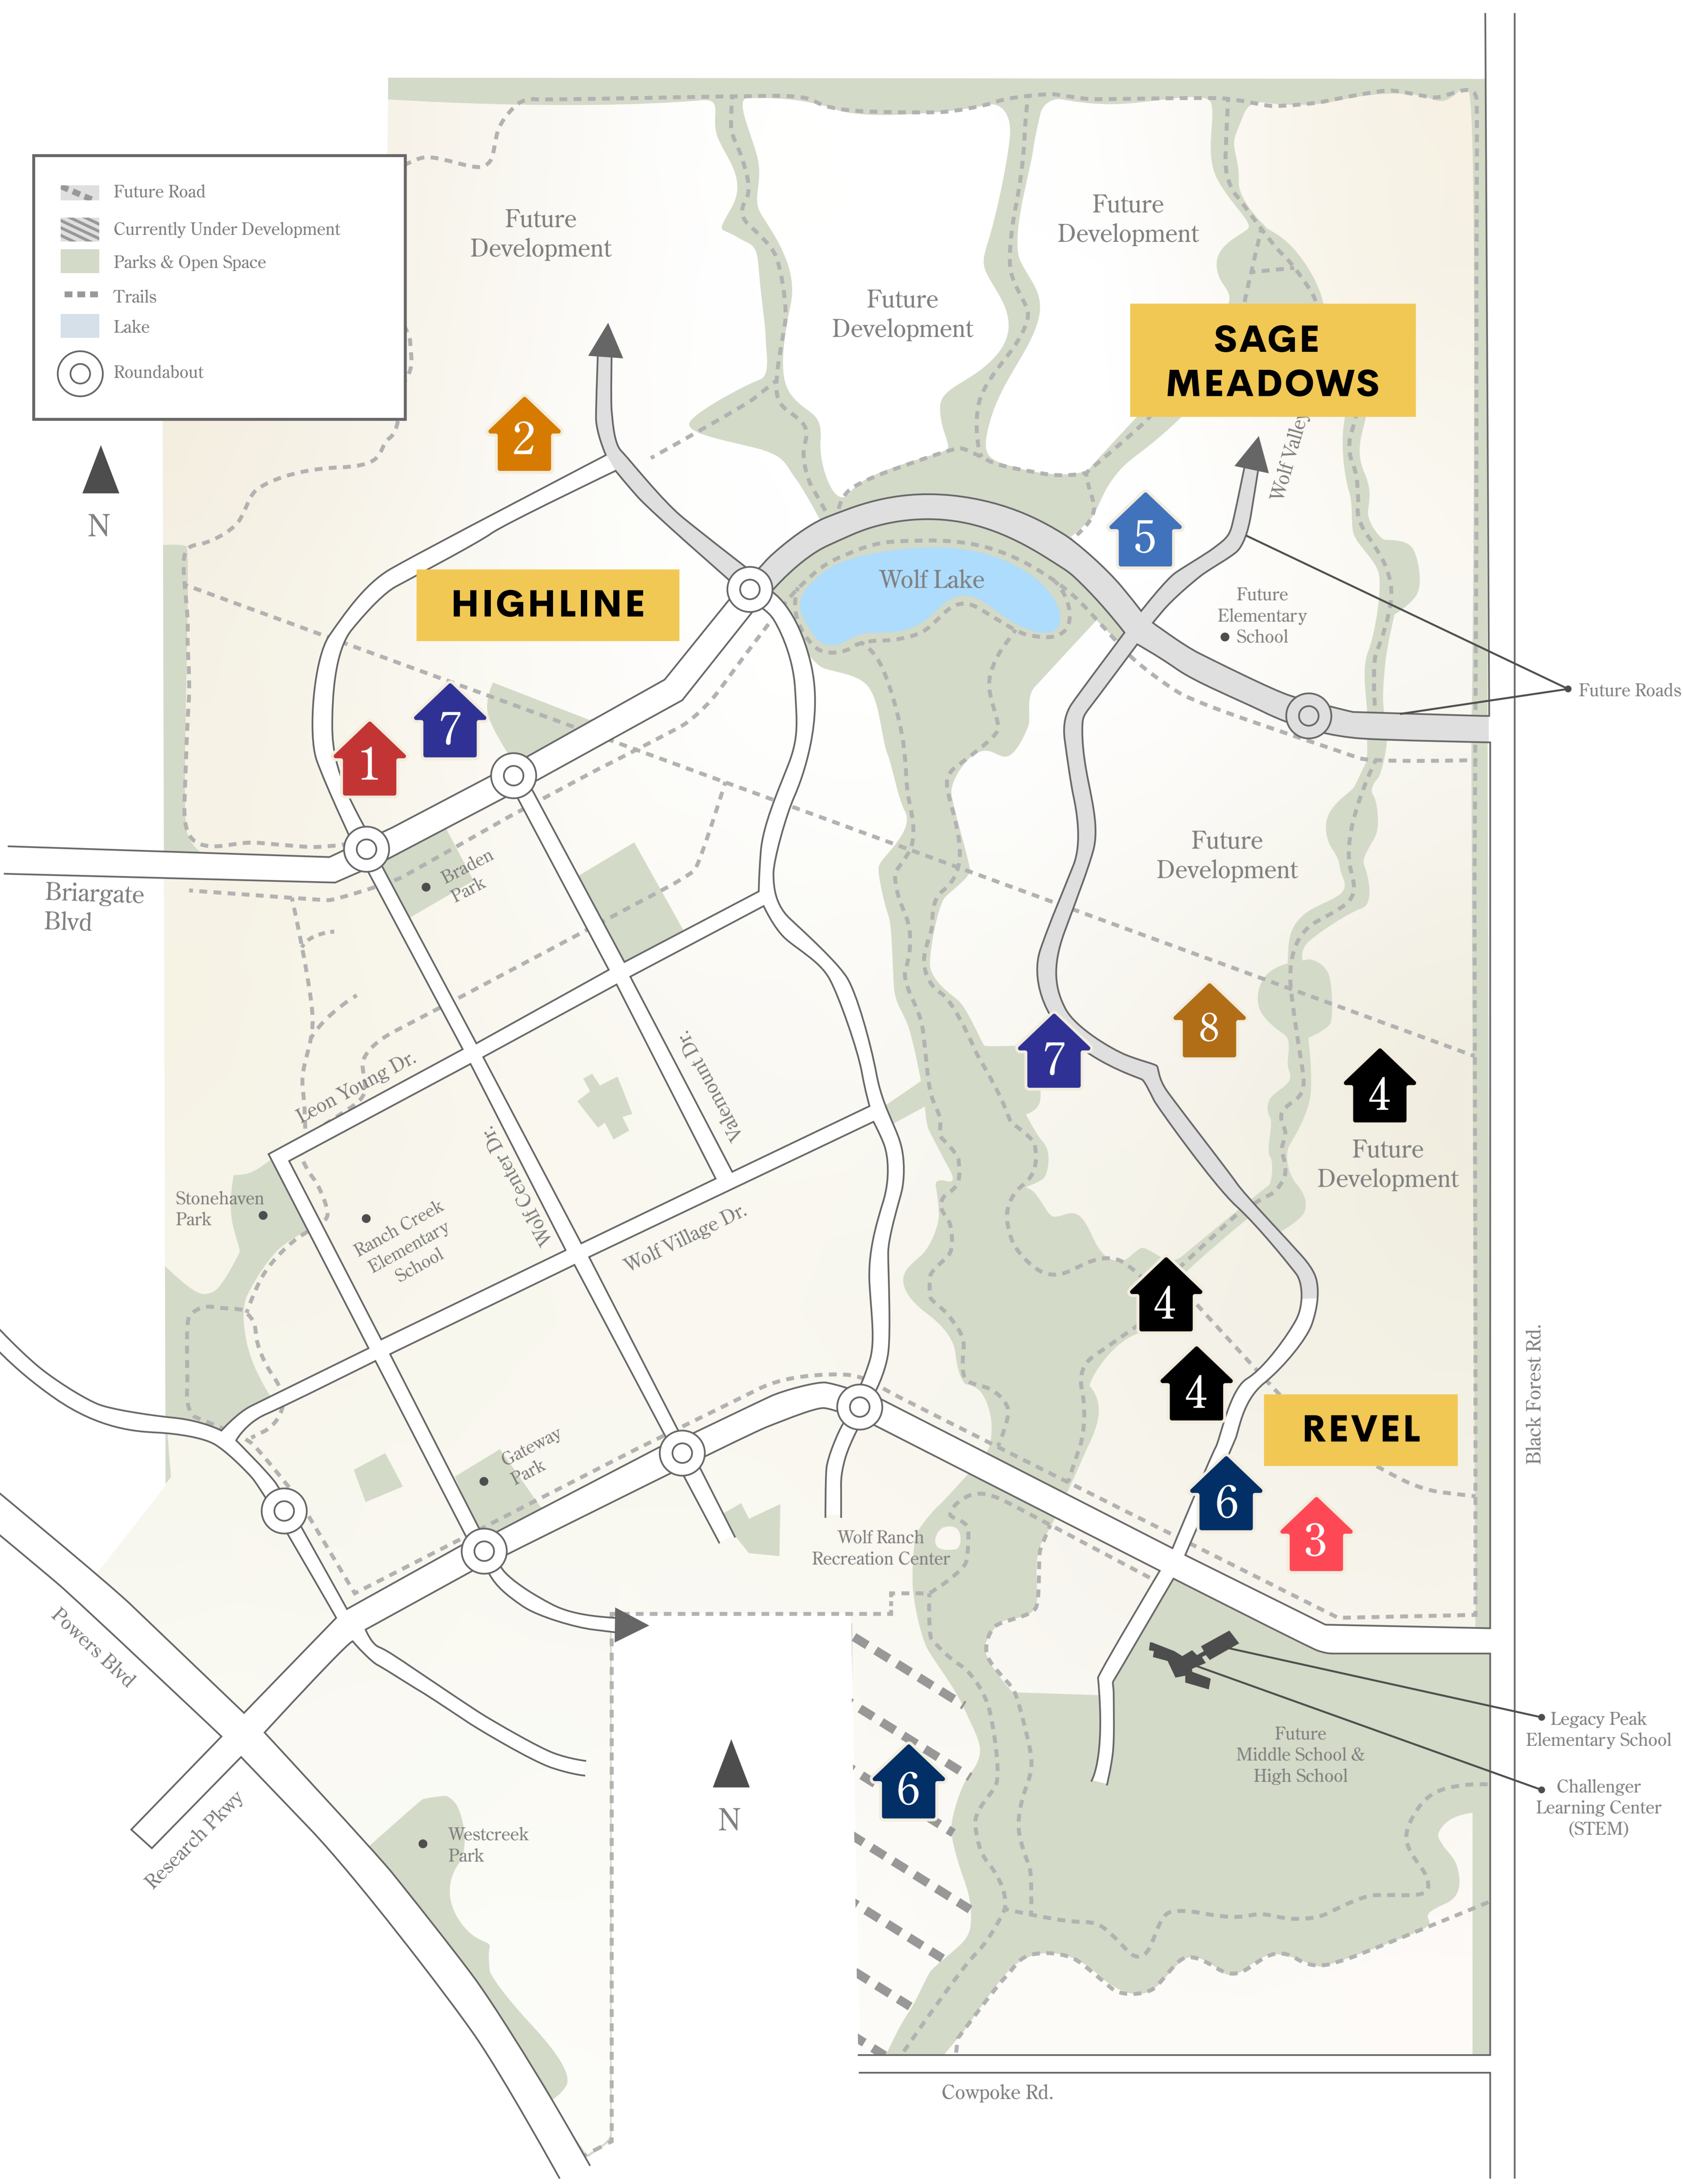 Future Road
Currently Under Development
Parks & Open Space
Trails
Lake
Roundabout
N
Future
Development
Future
Development
Future
Development
SAGE
MEADOWS
Wolf Valley
2
5
HIGHLINE
Wolf Lake
Future
Elementary
School
Future Roads
7
1
Briargate
Blvd
Braden
Park
Future
Development
8
7
4
Future
Development
Leon Young Dr.
Valemount Dr.
Wolf Center Dr.
Stonehaven
Park
Ranch Creek
Elementary
School
Wolf Village Dr.
4
4
REVEL
Black Forest Rd.
6
3
Gateway
Park
Wolf Ranch
Recreation Center
Powers Blvd
Research Pkwy
Westcreek
Park
N
6
Future
Middle School &
High School
Legacy Peak
Elementary School
Challenger
Learning Center
(STEM)
Cowpoke Rd.